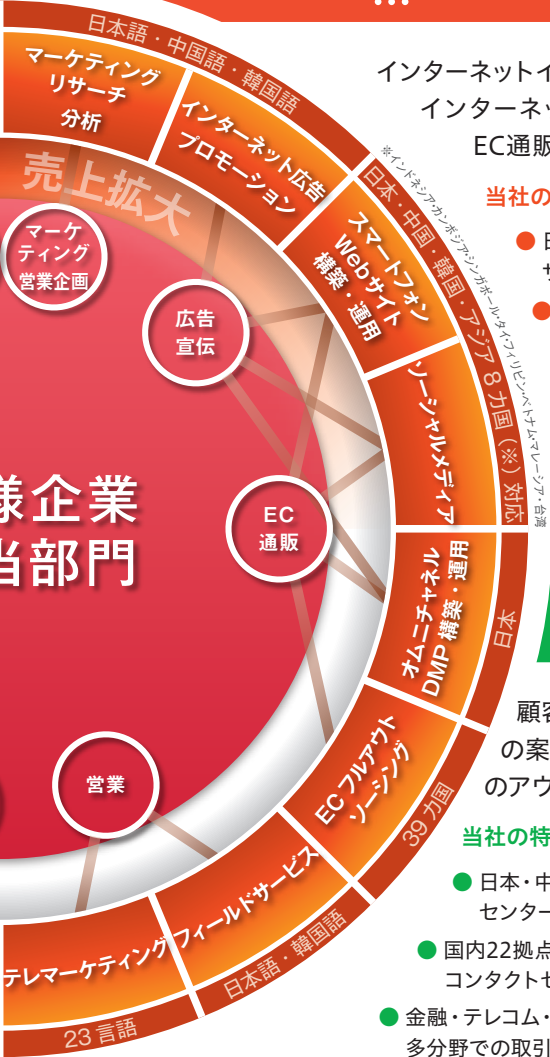 日本語・中国語・韓国語
マーケティング
リサーチ
分析
インターネット広告
プロモーション
日本・中国・韓国・アジア8カ国(※)対応
※インドネシア・カンボジア・シンガポール・タイ・フィリピン・ベトナム・マレーシア・台湾
スマートフォン
Webサイト
構築・運用
ソーシャルメディア
日本
オムニチャネル
DMP 構築・運用
39カ国
EC フルアウト
ソーシング
日本語・韓国語
フィールドサービス
23言語
テレマーケティング
売上拡大
マーケ
ティング
営業企画
広告
宣伝
EC
通販
営業
様企業
当部門
インターネットイ
インターネッ
EC通販
当社の
● 日
サ
●
顧客
の案
のアウ
当社の特
● 日本・中
センター
● 国内22拠点
コンタクトセ
● 金融・テレコム・
多分野での取引